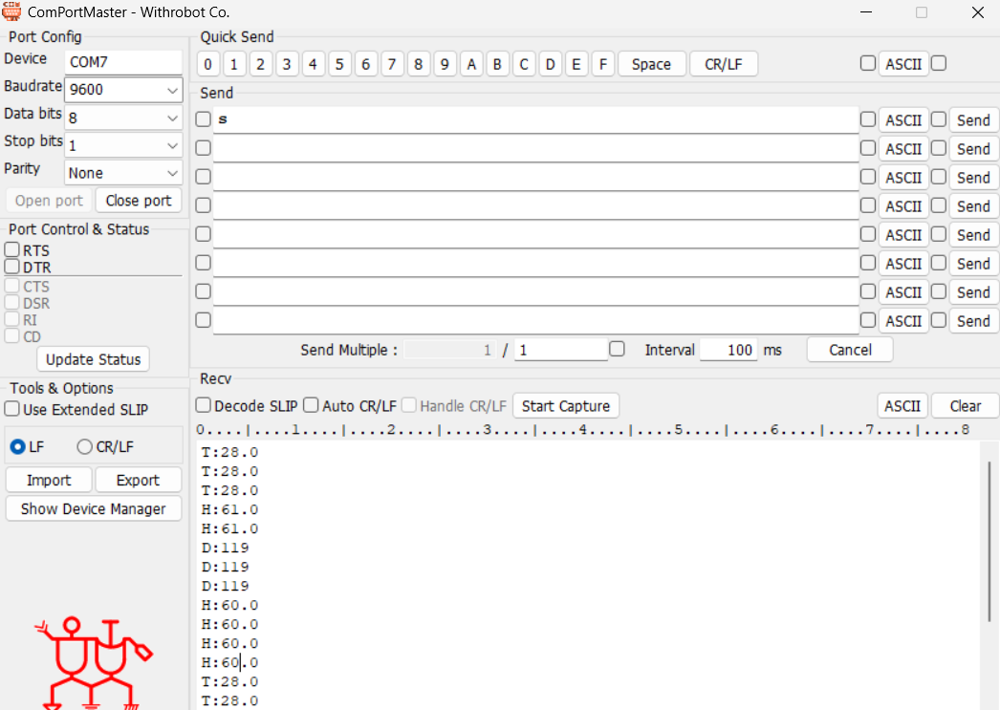 ComPortMaster - Withrobot Co.
Port Config
Device COM7
Baudrate 9600
Data bits 8
Stop bits 1
Parity None
Open port Close port
Port Control & Status
RTS
DTR
CTS
DSR
RI
CD
Update Status
Tools & Options
Use Extended SLIP
LF CR/LF
Import Export
Show Device Manager
Quick Send
0 1 2 3 4 5 6 7 8 9 A B C D E F Space CR/LF ASCII
Send
s ASCII Send
ASCII Send
ASCII Send
ASCII Send
ASCII Send
ASCII Send
ASCII Send
ASCII Send
Send Multiple : 1 / 1 Interval 100 ms Cancel
Recv
Decode SLIP Auto CR/LF Handle CR/LF Start Capture ASCII Clear
0....|....1....|....2....|....3....|....4....|....5....|....6....|....7....|....8
T:28.0
T:28.0
T:28.0
H:61.0
H:61.0
D:119
D:119
D:119
H:60.0
H:60.0
H:60.0
H:60.0
T:28.0
T:28.0